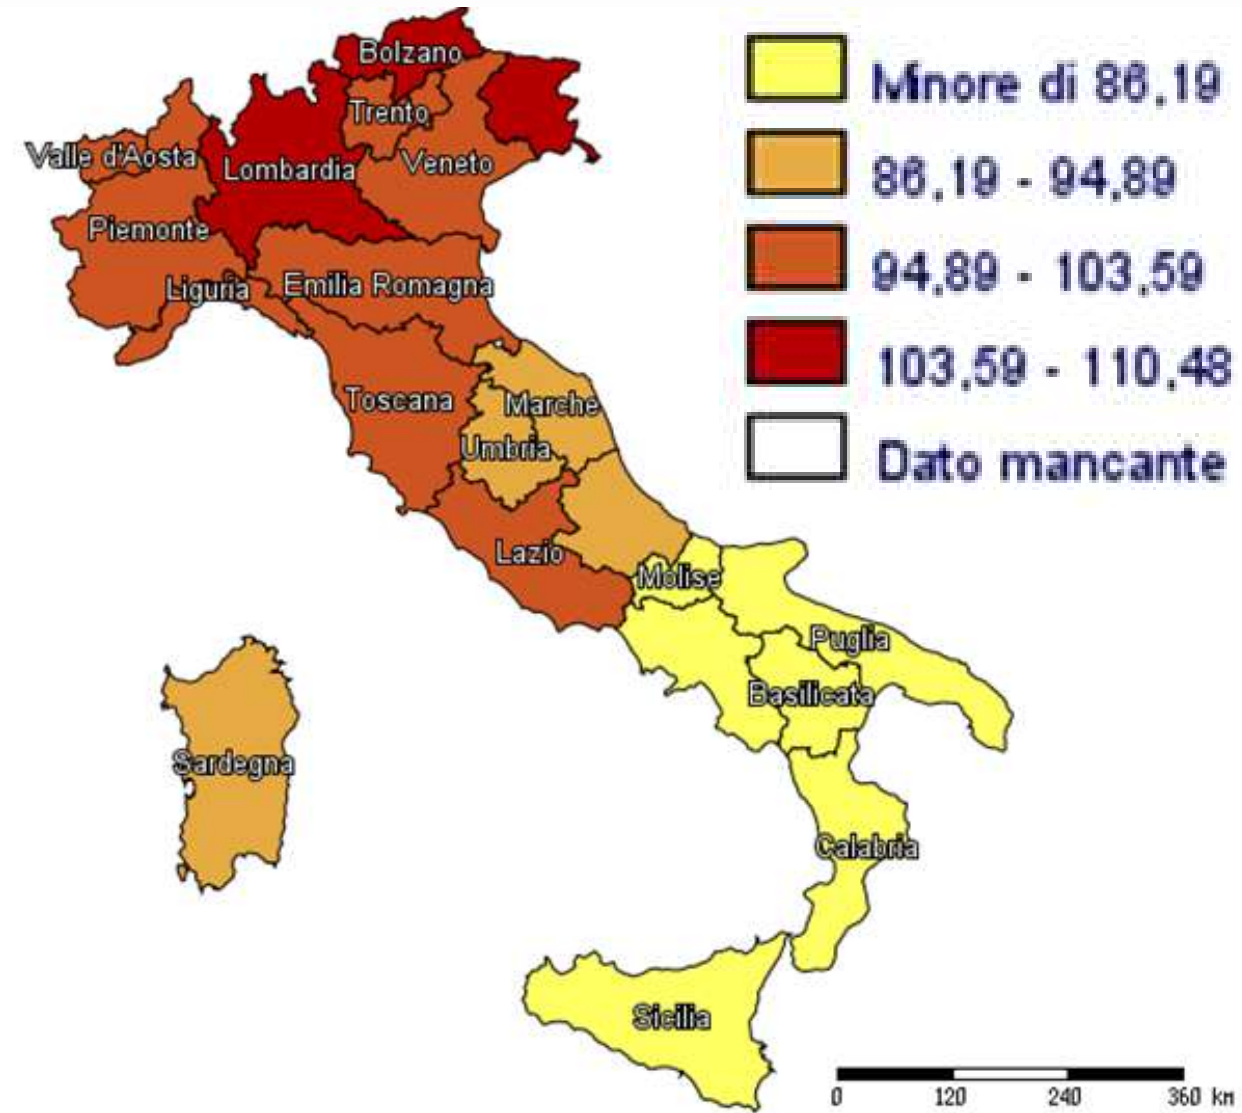 Bolzano
Trento
Valle d'Aosta
Lombardia
Veneto
Piemonte
Liguria
Emilia Romagna
Toscana
Marche
Umbria
Lazio
Molise
Puglia
Basilicata
Sardegna
Calabria
Sicilia
Minore di 86,19
86,19 - 94,89
94,89 - 103,59
103,59 - 110,48
Dato mancante
0 120 240 360 km